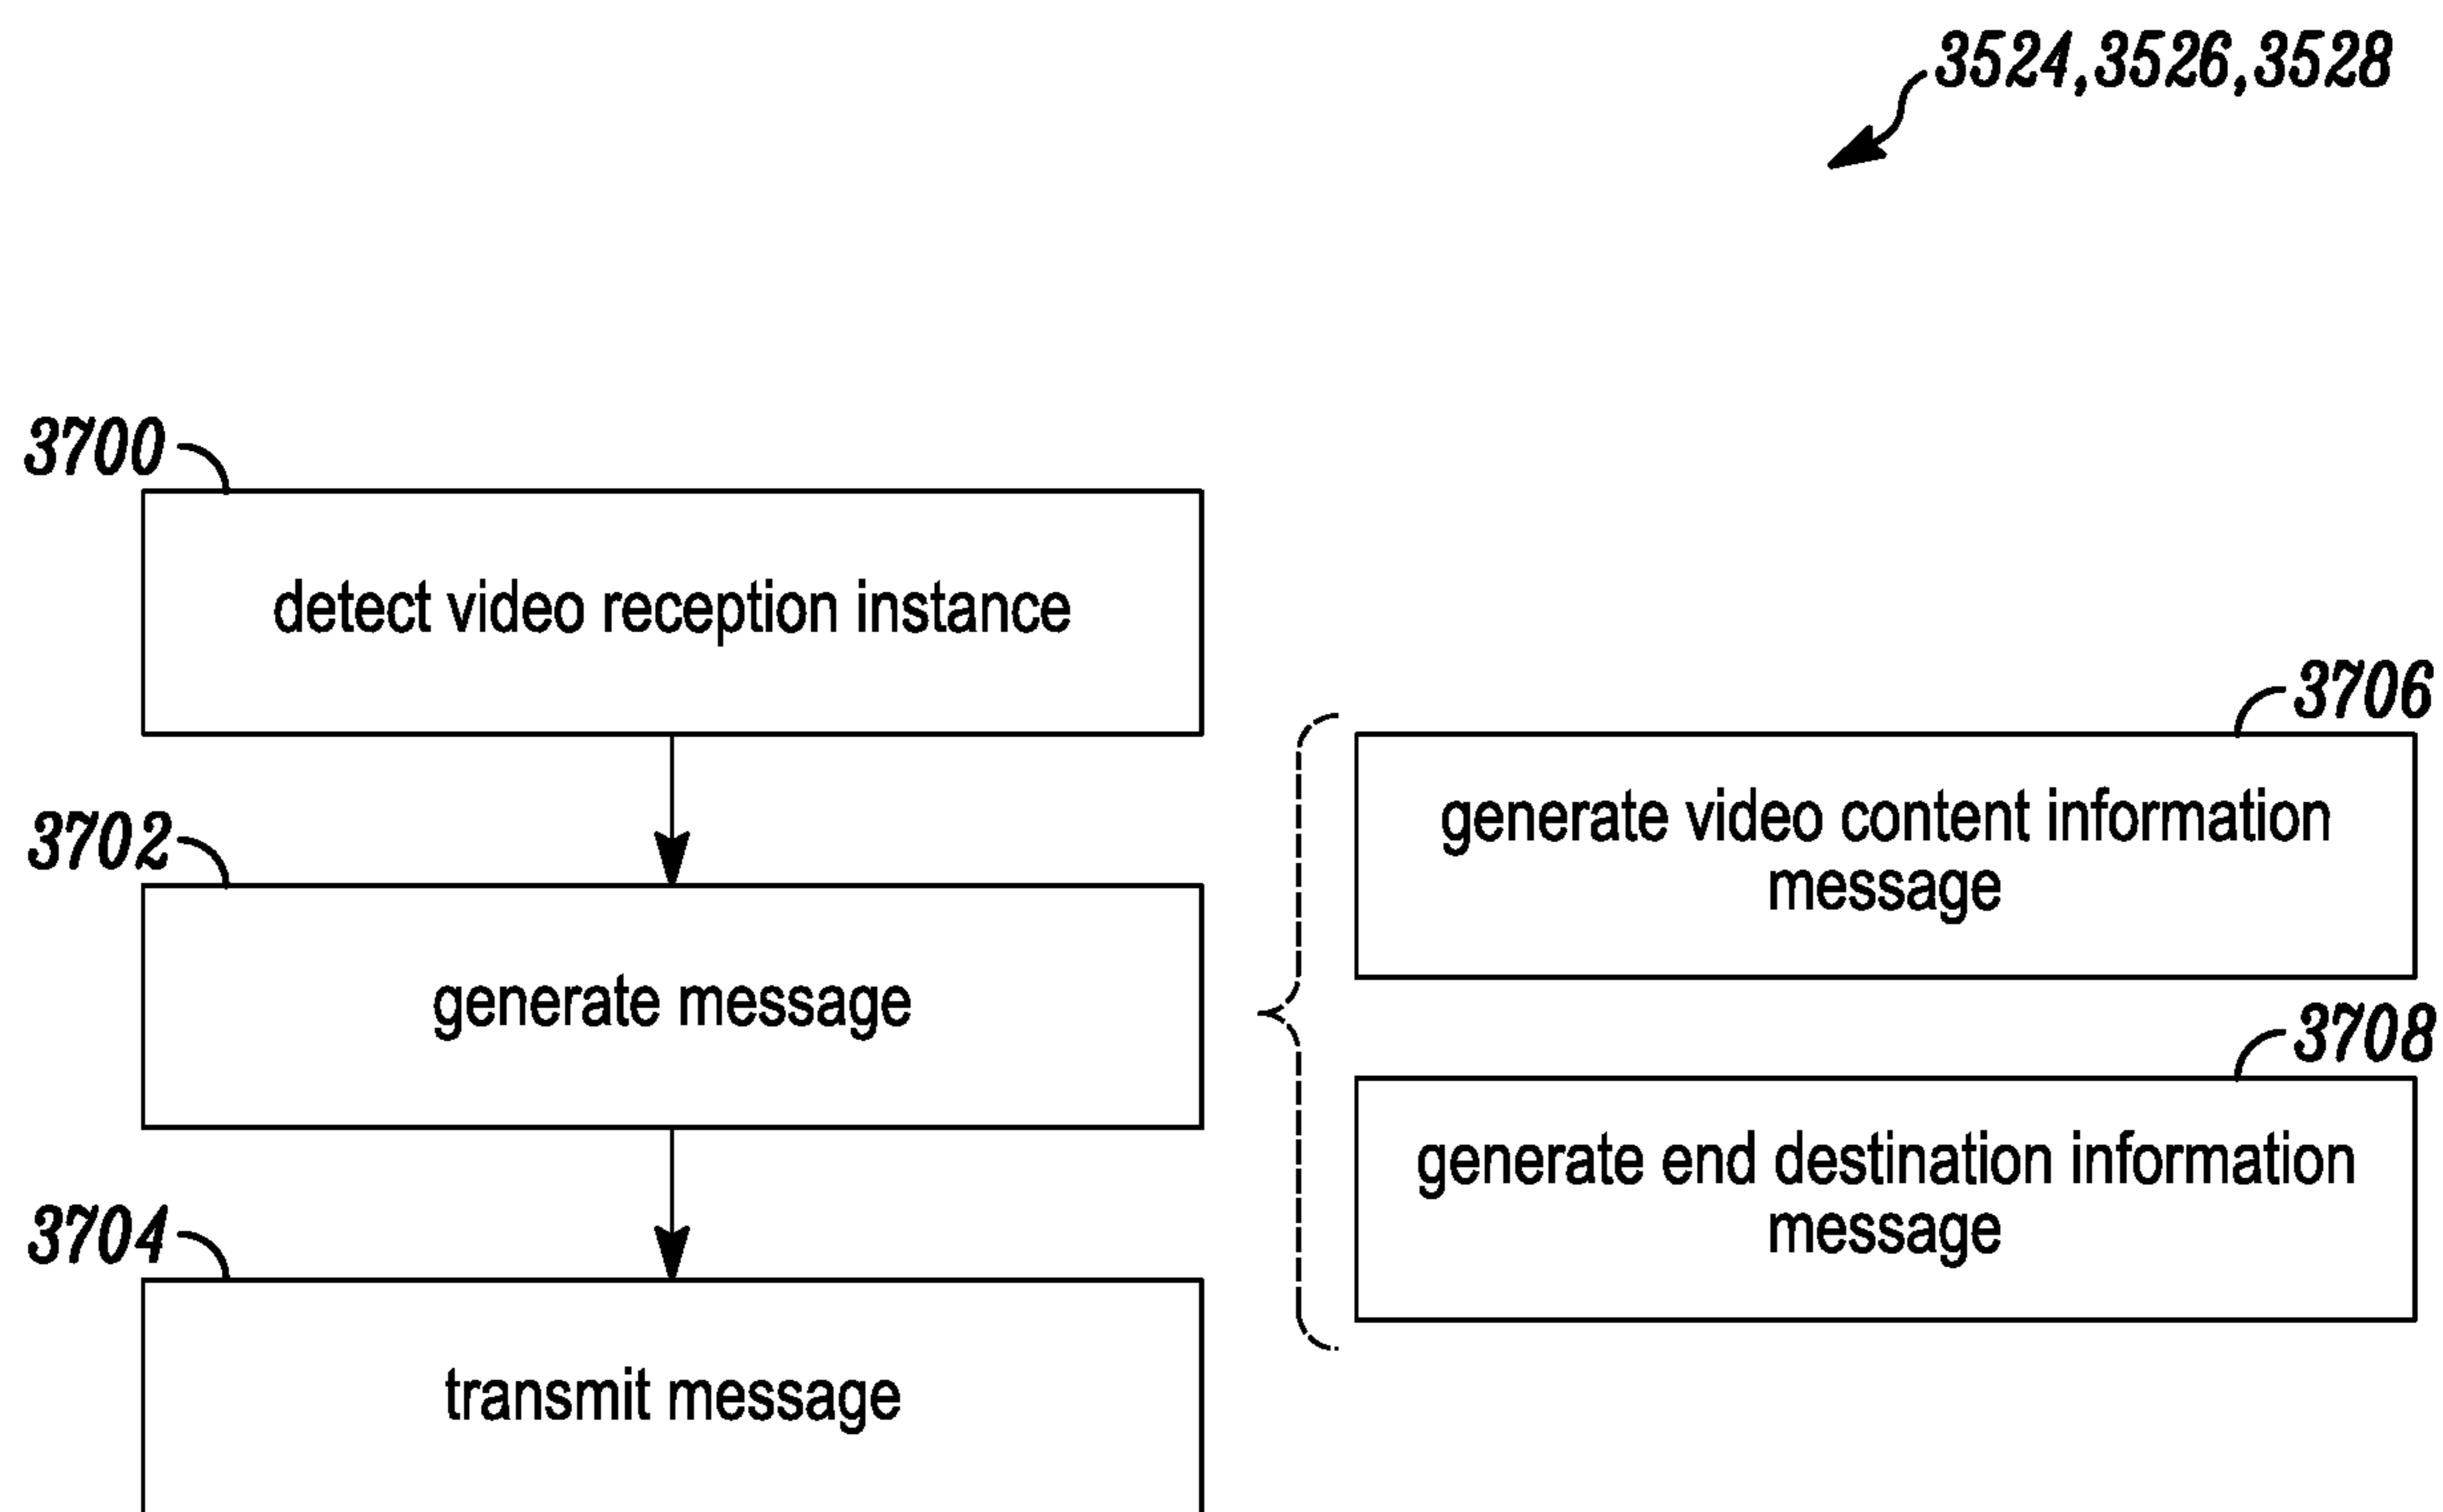 3524,3526,3528
3700
detect video reception instance
3702
generate message
3704
transmit message
3706
generate video content information
message
3708
generate end destination information
message